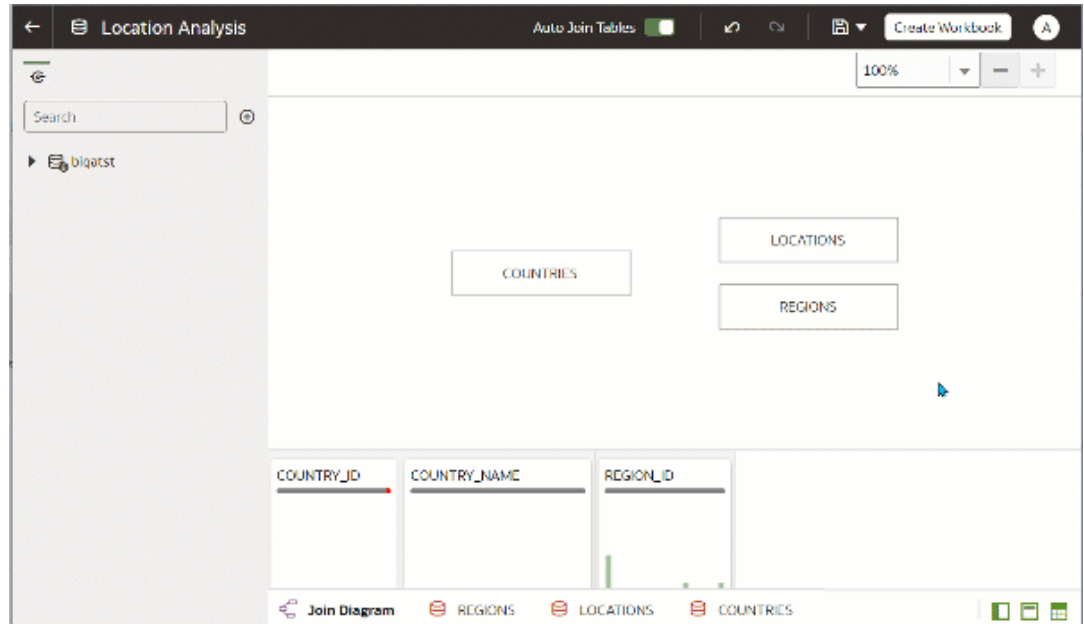 Location Analysis
Auto Join Tables
Create Workbook
A
100%
Search
biqatst
LOCATIONS
COUNTRIES
REGIONS
COUNTRY_ID
COUNTRY_NAME
REGION_ID
Join Diagram
REGIONS
LOCATIONS
COUNTRIES